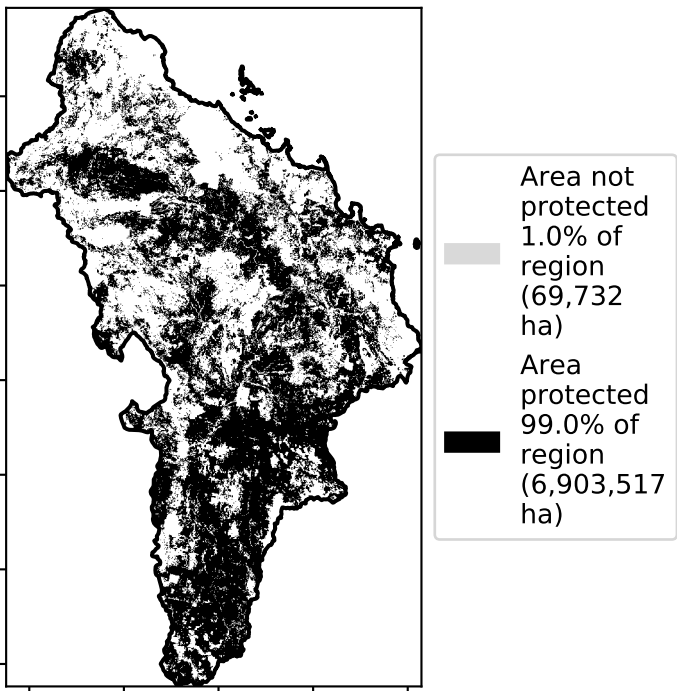 Area not
protected
1.0% of
region
(69,732
ha)
Area
protected
99.0% of
region
(6,903,517
ha)